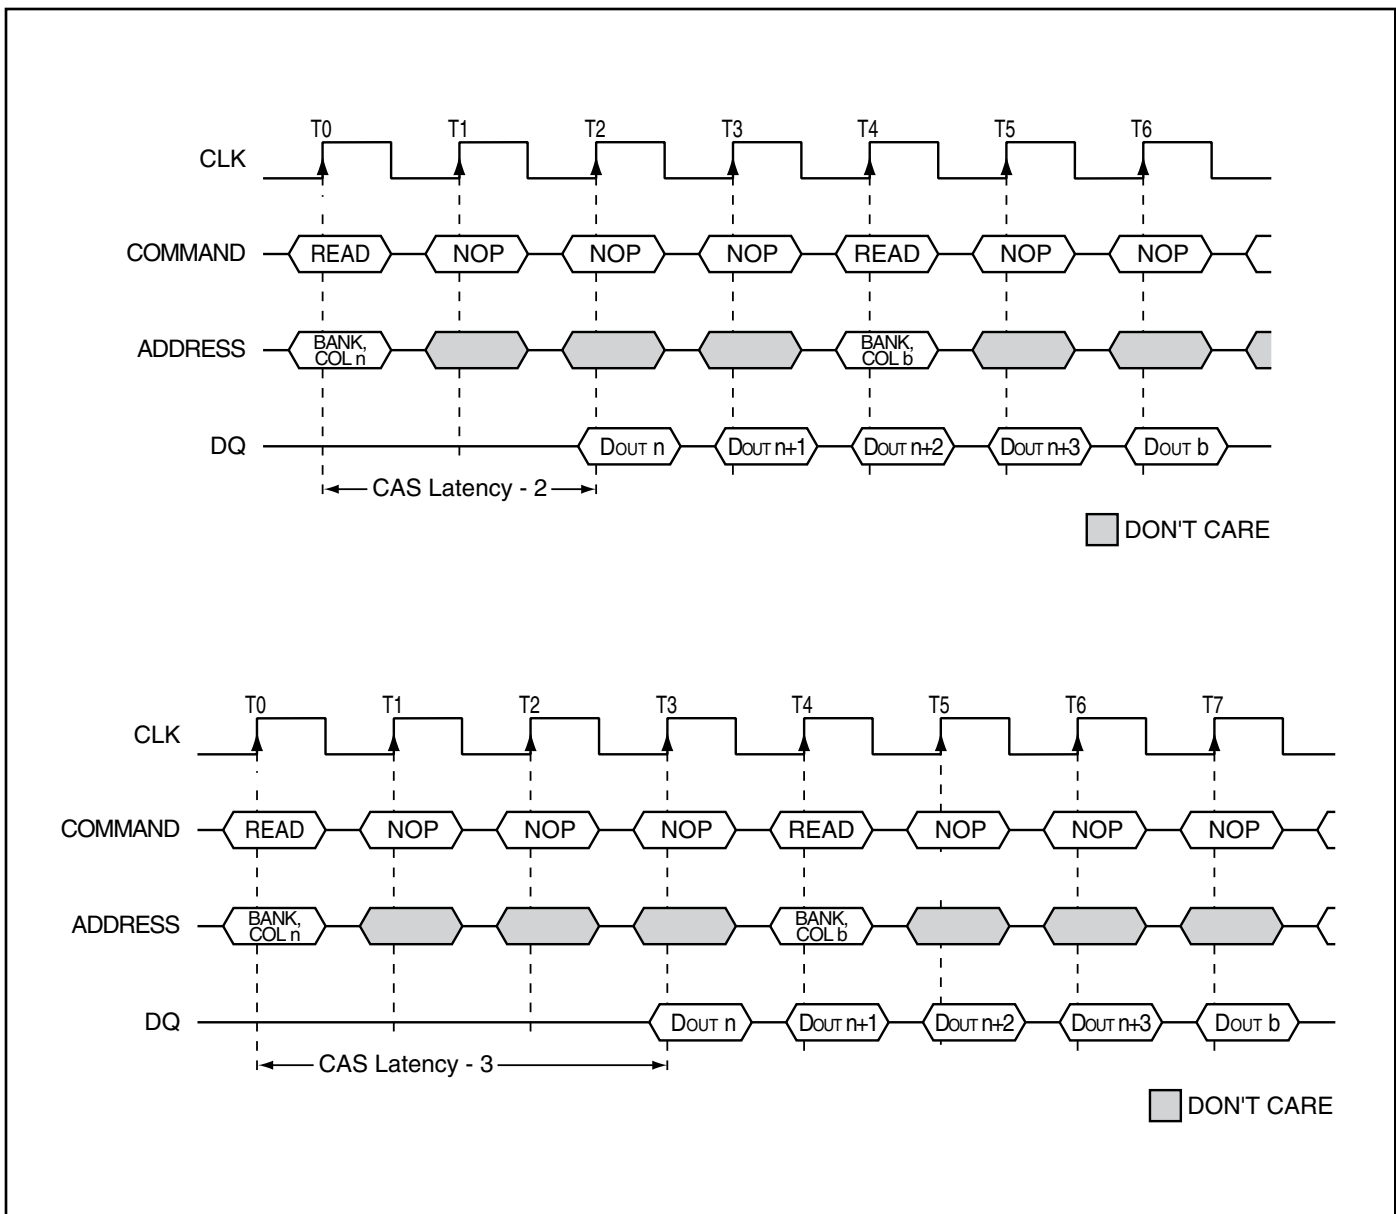 T0 T1 T2 T3 T4 T5 T6
CLK
COMMAND READ NOP NOP NOP READ NOP NOP
ADDRESS BANK, COL n BANK, COL b
DQ DOUT n DOUT n+1 DOUT n+2 DOUT n+3 DOUT b
CAS Latency - 2
DON'T CARE
T0 T1 T2 T3 T4 T5 T6 T7
CLK
COMMAND READ NOP NOP NOP READ NOP NOP NOP
ADDRESS BANK, COL n BANK, COL b
DQ DOUT n DOUT n+1 DOUT n+2 DOUT n+3 DOUT b
CAS Latency - 3
DON'T CARE